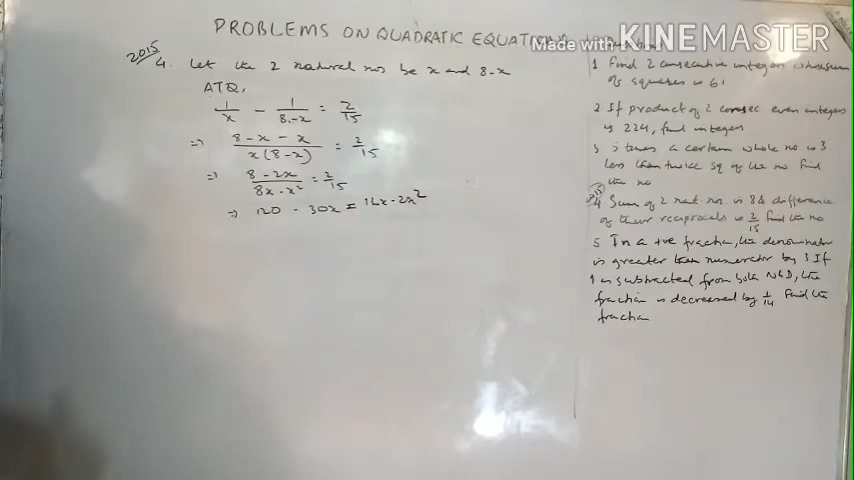 PROBLEMS ON QUADRATIC EQUATIONS
Made with KINEMASTER
2015
4. Let the 2 natural nos be x and 8-x
ATQ,
1/x - 1/8-x = 2/15
=> 8-x-x/x(8-x) = 2/15
=> 8-2x/8x-x² = 2/15
=> 120 - 30x = 16x-2x²
1 Find 2 consecutive integers whose sum
of squares is 61
2 If product of 2 consec even integers
is 224, find integers
3 5 times a certain whole no is 3
less than twice sq of the no find
the no
4. Sum of 2 nat. nos. is 8 & difference
of their reciprocals is 2/15 find the no
5 In a +ve fraction, the denominator
is greater than numerator by 3 If
1 is subtracted from both N & D, the
fraction is decreased by 1/14 Find the
fraction.